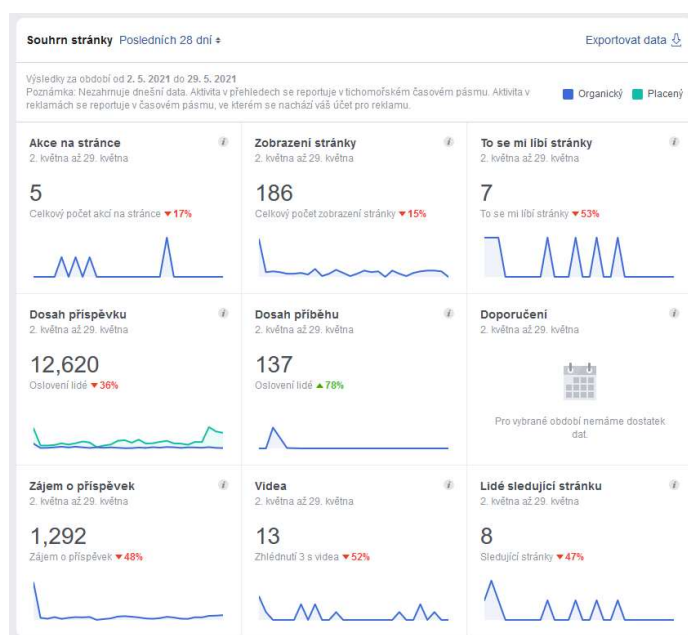 Souhrn stránky Posledních 28 dní
Exportovat data
Výsledky za období od 2. 5. 2021 do 29. 5. 2021
Poznámka: Nezahrnuje dnešní data. Aktivita v přehledech se reportuje v tichomořském časovém pásmu. Aktivita v
reklamách se reportuje v časovém pásmu, ve kterém se nachází váš účet pro reklamu.
Organický Placený
Akce na stránce
2. května až 29. května
5
Celkový počet akcí na stránce ▼17%
Zobrazení stránky
2. května až 29. května
186
Celkový počet zobrazení stránky ▼15%
To se mi líbí stránky
2. května až 29. května
7
To se mi líbí stránky ▼53%
Dosah příspěvku
2. května až 29. května
12,620
Oslovení lidé ▼36%
Dosah příběhu
2. května až 29. května
137
Oslovení lidé ▲78%
Doporučení
2. května až 29. května
Pro vybrané období nemáme dostatek
dat.
Zájem o příspěvek
2. května až 29. května
1,292
Zájem o příspěvek ▼48%
Videa
2. května až 29. května
13
Zhlédnutí 3 s videa ▼52%
Lidé sledující stránku
2. května až 29. května
8
Sledující stránky ▼47%